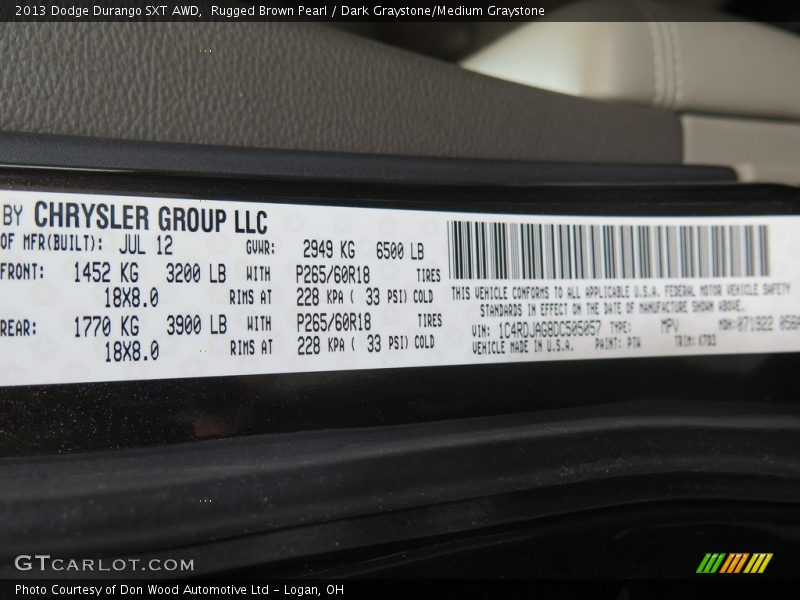 2013 Dodge Durango SXT AWD, Rugged Brown Pearl / Dark Graystone/Medium Graystone
BY CHRYSLER GROUP LLC
OF MFR(BUILT): JUL 12 GVWR: 2949 KG 6500 LB
FRONT: 1452 KG 3200 LB WITH P265/60R18 TIRES
18X8.0 RIMS AT 228 KPA ( 33 PSI) COLD
REAR: 1770 KG 3900 LB WITH P265/60R18 TIRES
18X8.0 RIMS AT 228 KPA ( 33 PSI) COLD
THIS VEHICLE CONFORMS TO ALL APPLICABLE U.S.A. FEDERAL MOTOR VEHICLE SAFETY
STANDARDS IN EFFECT ON THE DATE OF MANUFACTURE SHOWN ABOVE.
VIN: 1C4RDJAG8DC505057 TYPE: MPV MDH: 071922
VEHICLE MADE IN U.S.A. PAINT: PTW TRIM: K7D3
GTCARLOT.COM
Photo Courtesy of Don Wood Automotive Ltd - Logan, OH